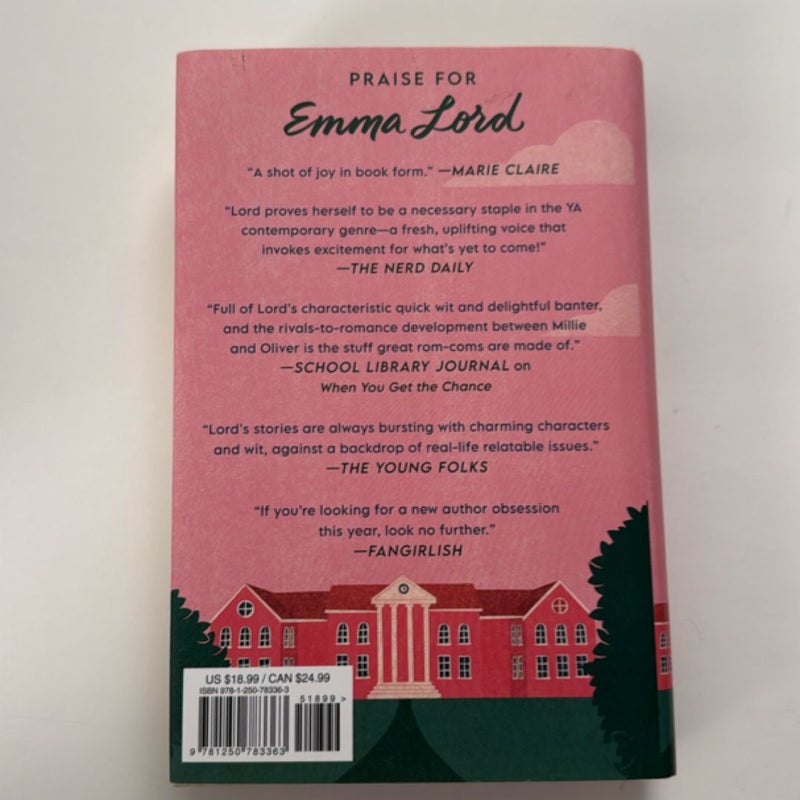 PRAISE FOR
Emma Lord
“A shot of joy in book form.” —MARIE CLAIRE
“Lord proves herself to be a necessary staple in the YA
contemporary genre—a fresh, uplifting voice that
invokes excitement for what’s yet to come!”
—THE NERD DAILY
“Full of Lord’s characteristic quick wit and delightful banter,
and the rivals-to-romance development between Millie
and Oliver is the stuff great rom-coms are made of.”
—SCHOOL LIBRARY JOURNAL on
When You Get the Chance
“Lord’s stories are always bursting with charming characters
and wit, against a backdrop of real-life relatable issues.”
—THE YOUNG FOLKS
“If you’re looking for a new author obsession
this year, look no further.”
—FANGIRLISH
US $18.99 / CAN $24.99
ISBN 978-1-250-78336-3
51899 >
9 781250 783363